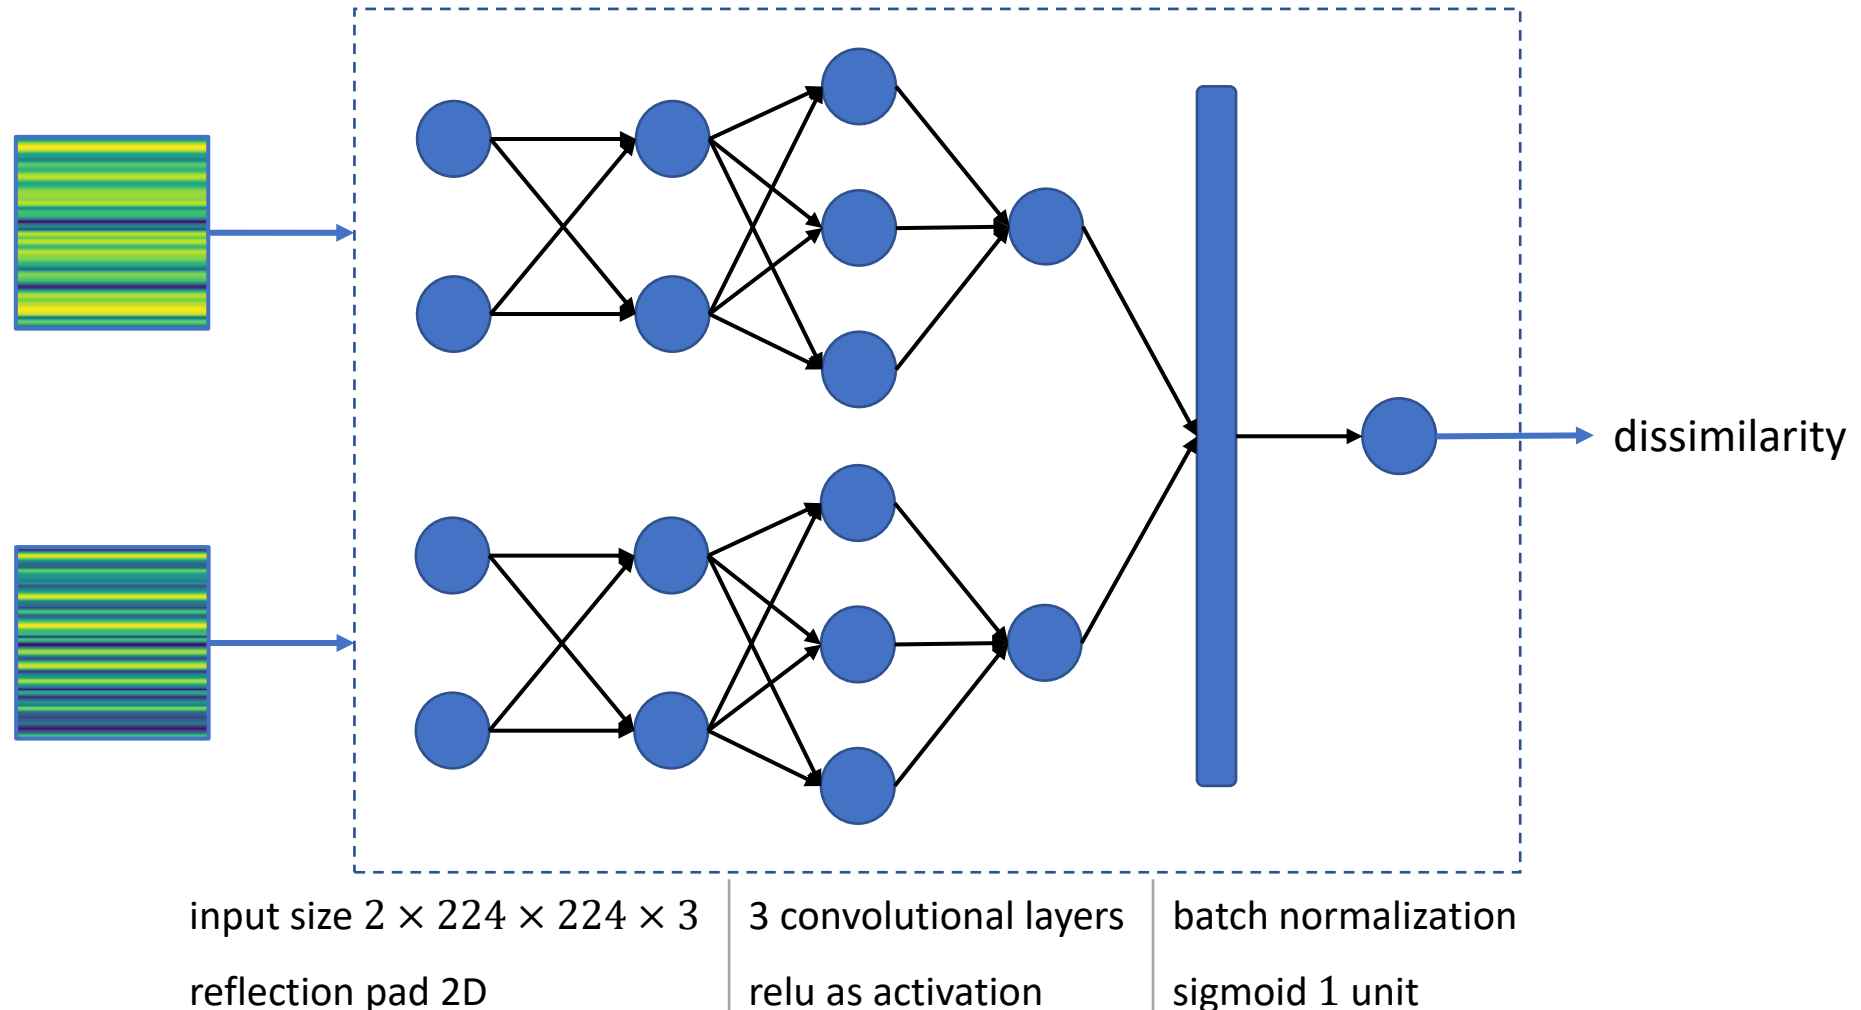 dissimilarity
input size 2 × 224 × 224 × 3
reflection pad 2D
3 convolutional layers
relu as activation
batch normalization
sigmoid 1 unit